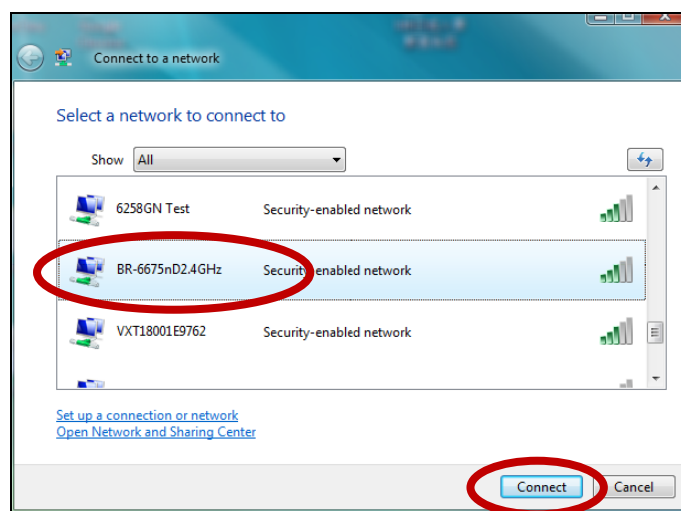 Connect to a network
Select a network to connect to
Show All
6258GN Test Security-enabled network
BR-6675nD2.4GHz Security-enabled network
VXT18001E9762 Security-enabled network
Set up a connection or network
Open Network and Sharing Center
Connect Cancel